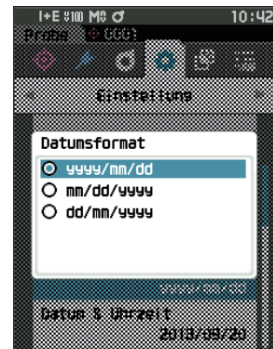 I+E M0 10:42
Probe 0001
Einstellung
Datumsformat
yyyy/mm/dd
mm/dd/yyyy
dd/mm/yyyy
yyyy/mm/dd
Datum & Uhrzeit
2013/09/20